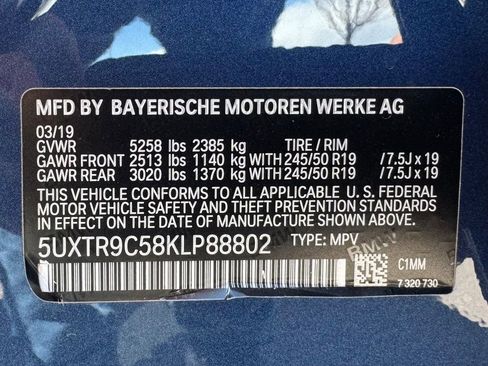 MFD BY BAYERISCHE MOTOREN WERKE AG
03/19
GVWR 5258 lbs 2385 kg TIRE / RIM
GAWR FRONT 2513 lbs 1140 kg WITH 245/50 R19 /7.5J x 19
GAWR REAR 3020 lbs 1370 kg WITH 245/50 R19 /7.5J x 19
THIS VEHICLE CONFORMS TO ALL APPLICABLE U. S. FEDERAL
MOTOR VEHICLE SAFETY AND THEFT PREVENTION STANDARDS
IN EFFECT ON THE DATE OF MANUFACTURE SHOWN ABOVE.
5UXTR9C58KLP88802 TYPE: MPV
C1MM
7 320 730